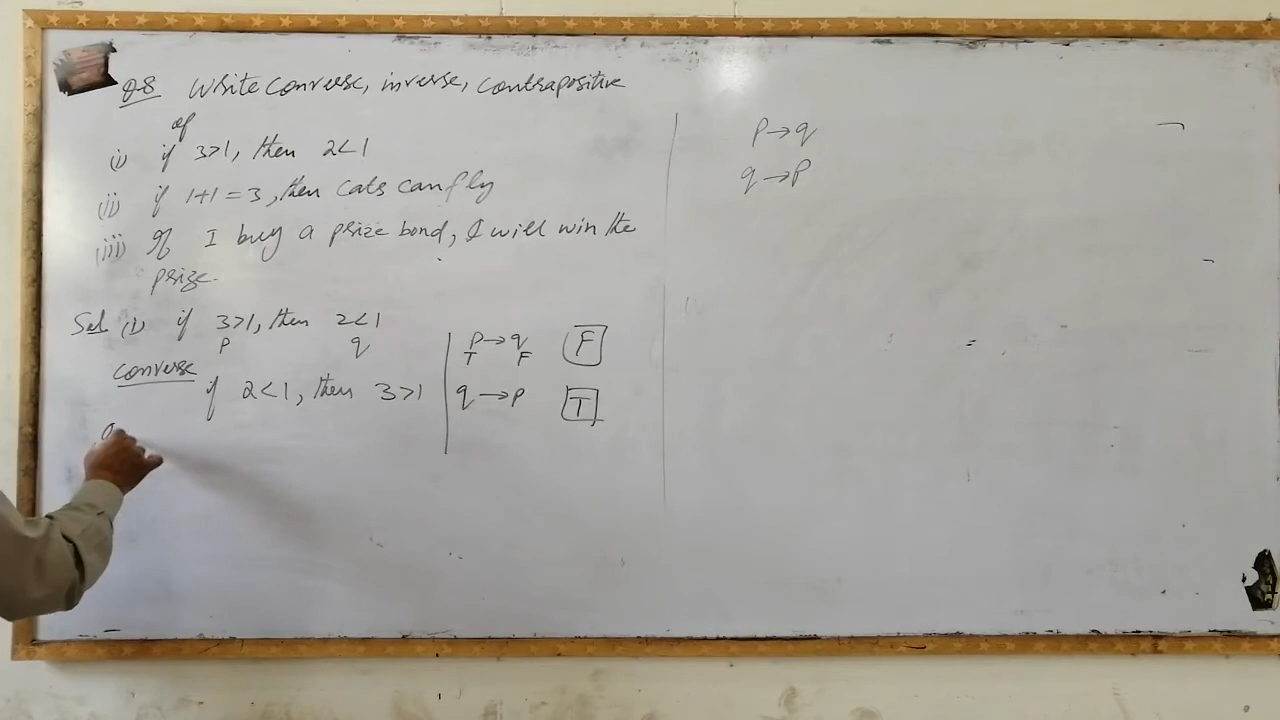 Q8 Write converse, inverse, contrapositive
of
(i) if 3>1, then 2<1
(ii) if 1+1=3, then cats can fly
(iii) If I buy a prize bond, I will win the
prize.
Sol (i) if 3>1, then 2<1
p q
converse
if 2<1, then 3>1
p→q F
T F
q→p T
p→q
q→p